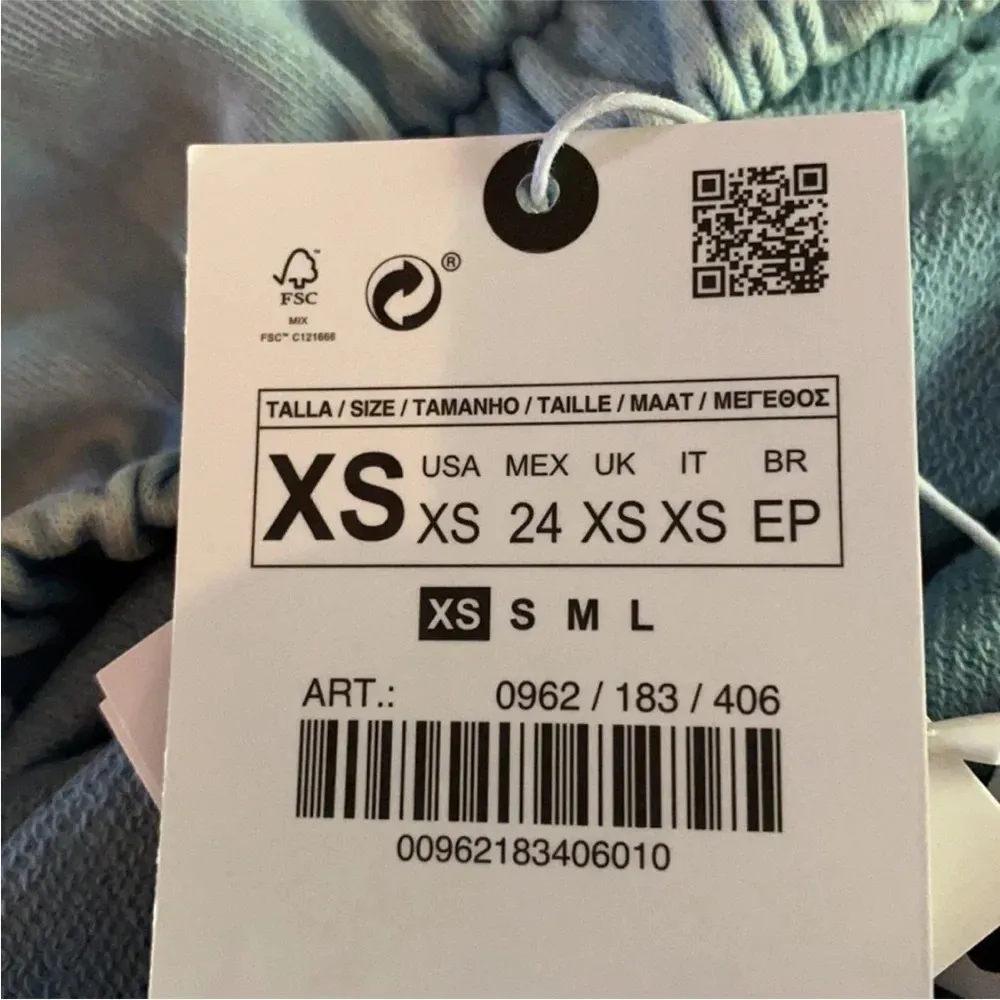 ®
FSC™
MIX
FSC™ C121666
TALLA / SIZE / TAMANHO / TAILLE / MAAT / ΜΕΓΕΘΟΣ
XS
USA MEX UK IT BR
XS 24 XS XS EP
XS S M L
ART.: 0962 / 183 / 406
00962183406010